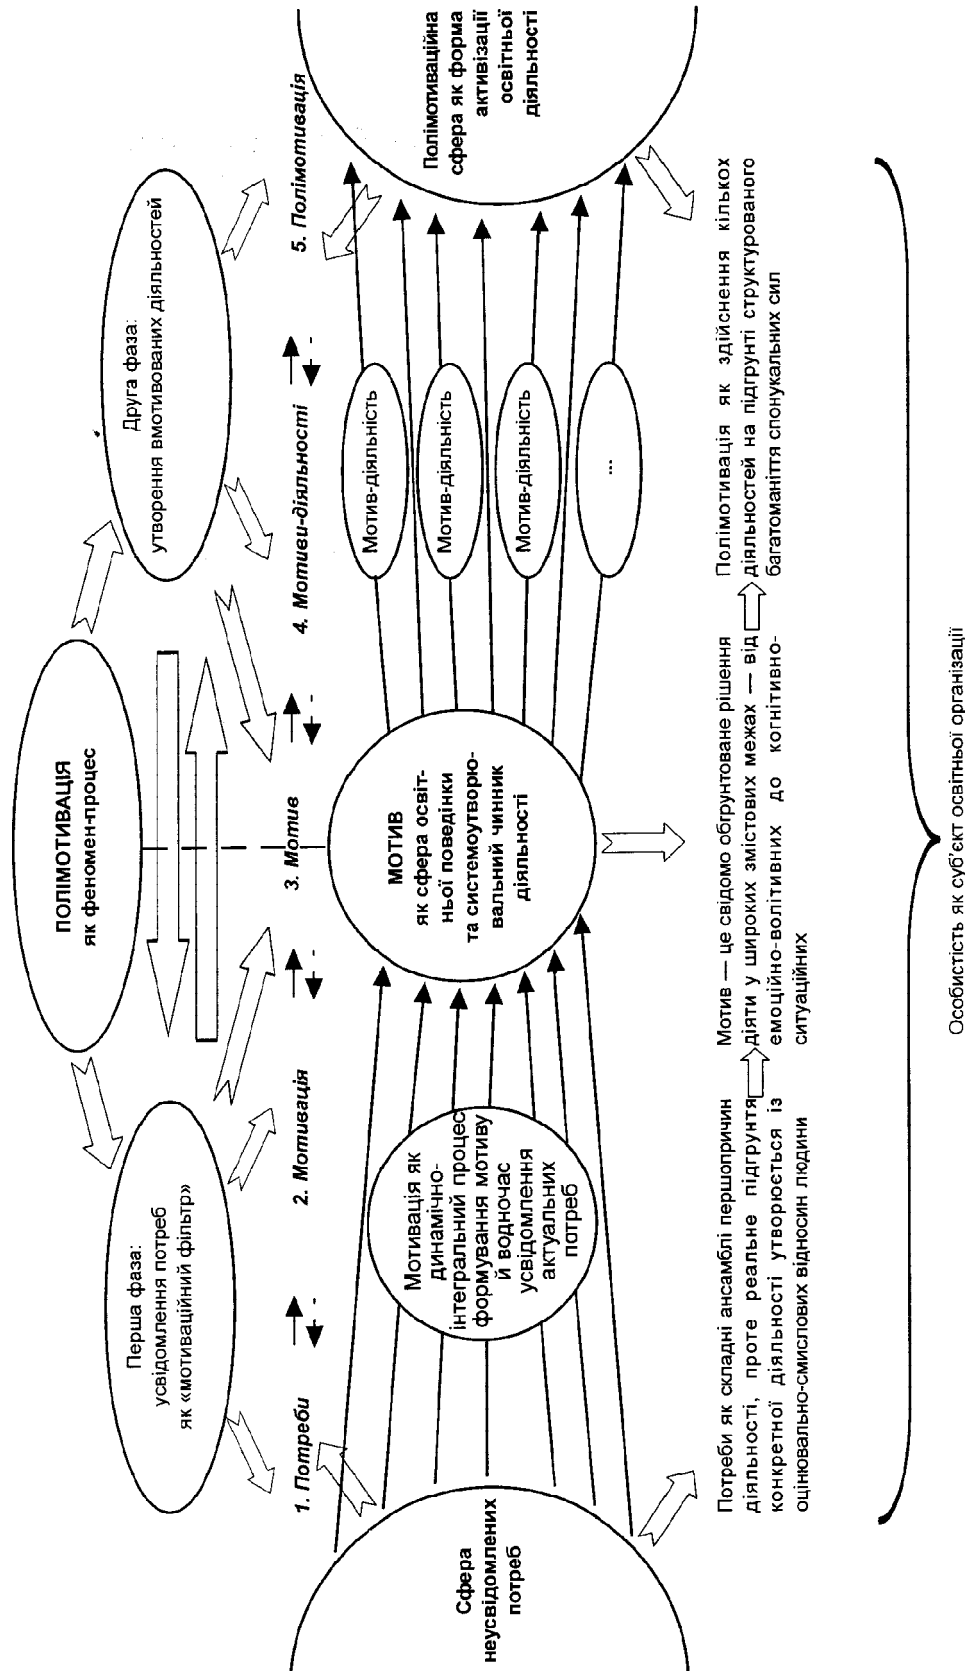 ПОЛІМОТИВАЦІЯ
як феномен-процес
Перша фаза:
усвідомлення потреб
як «мотиваційний фільтр»
Друга фаза:
утворення вмотивованих діяльностей
1. Потреби
2. Мотивація
3. Мотив
4. Мотиви-діяльності
5. Полімотивація
Сфера
неусвідомлених
потреб
Мотивація як
динамічно-
інтегральний процес
формування мотиву
й водночас
усвідомлення
актуальних
потреб
МОТИВ
як сфера освіт-
ньої поведінки
та системоутворю-
вальний чинник
діяльності
Мотив-діяльність
Мотив-діяльність
Мотив-діяльність
...
Полімотиваційна
сфера як форма
активізації
освітньої
діяльності
Потреби як складні ансамблі першопричин
діяльності, проте реальне підгрунтя
конкретної діяльності утворюється із
оцінювально-смислових відносин людини
Мотив — це свідомо обгрунтоване рішення
діяти у широких змістових межах — від
емоційно-волітивних до когнітивно-
ситуаційних
Полімотивація як здійснення кількох
діяльностей на підгрунті структурованого
багатоманіття спонукальних сил
Особистість як суб'єкт освітньої організації